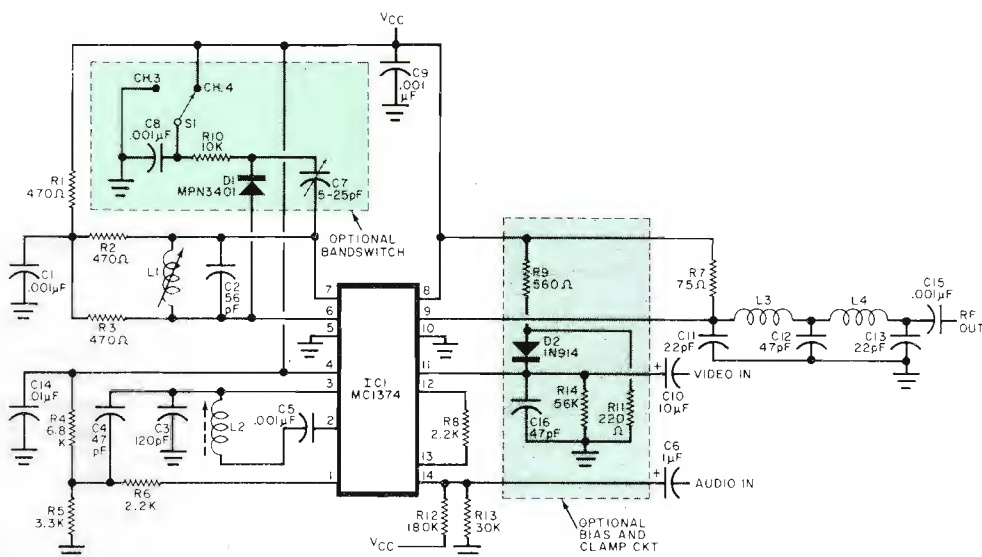 VCC
CH.3
CH.4
S1
C8
.001μF
R10
10K
D1
MPN3401
C7
5-25pF
C9
.001
μF
R1
470Ω
OPTIONAL
BANDSWITCH
R2
470Ω
C1
.001μF
L1
C2
56
pF
R3
470Ω
7
6
5
4
3
2
1
8
9
10
11
12
13
14
IC1
MC1374
R9
560Ω
R7
75Ω
L3
L4
C15
.001μF
RF
OUT
C11
22pF
C12
47pF
C13
22pF
D2
1N914
VIDEO IN
+
C10
10μF
R14
56K
R11
220
Ω
C16
47pF
C14
.01μF
R4
6.8
K
C4
47
pF
C3
120pF
L2
C5
.001μF
R8
2.2K
C6
1μF
+
AUDIO IN
R6
2.2K
R5
3.3K
R12
180K
R13
30K
VCC
OPTIONAL
BIAS AND
CLAMP CKT